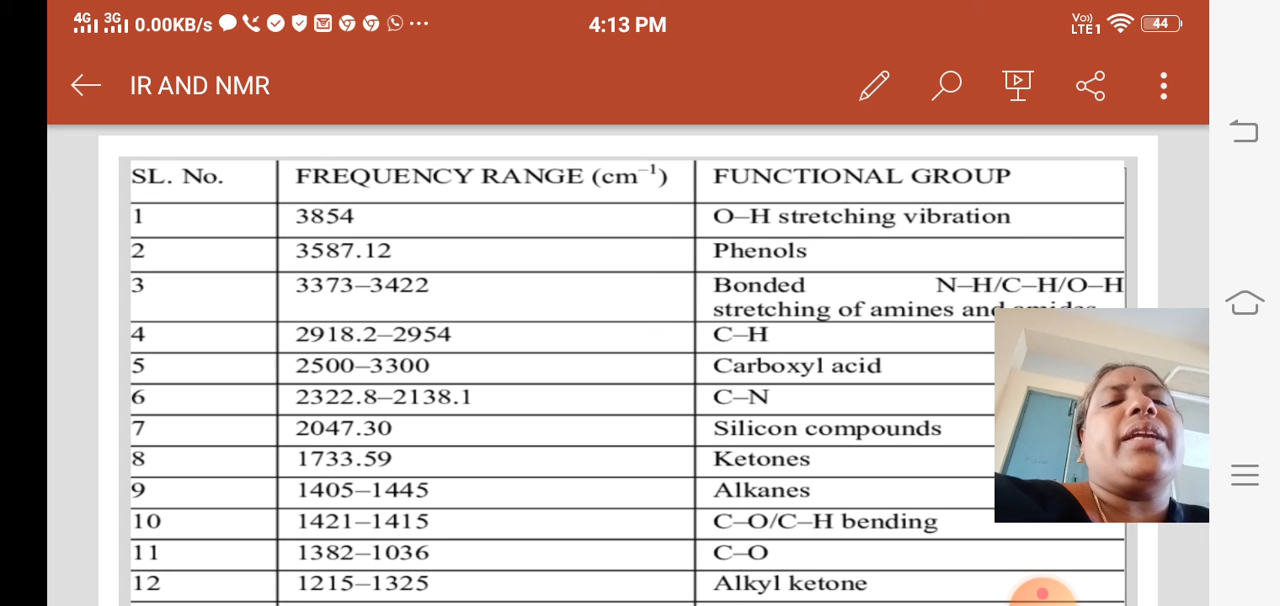 4G 3G 0.00KB/s 4:13 PM Vo) LTE1 44
IR AND NMR
SL. No. FREQUENCY RANGE (cm⁻¹) FUNCTIONAL GROUP
1 3854 O–H stretching vibration
2 3587.12 Phenols
3 3373–3422 Bonded N–H/C–H/O–H
stretching of amines and
4 2918.2–2954 C–H
5 2500–3300 Carboxyl acid
6 2322.8–2138.1 C–N
7 2047.30 Silicon compounds
8 1733.59 Ketones
9 1405–1445 Alkanes
10 1421–1415 C–O/C–H bending
11 1382–1036 C–O
12 1215–1325 Alkyl ketone